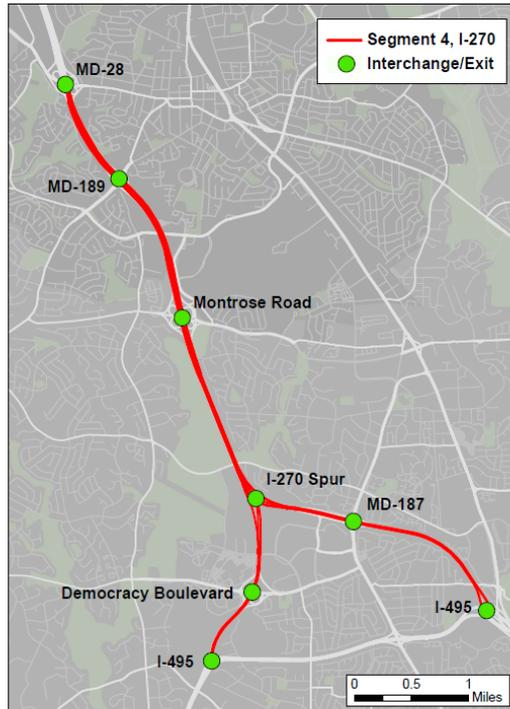 Segment 4, I-270
Interchange/Exit
MD-28
MD-189
Montrose Road
I-270 Spur
MD-187
Democracy Boulevard
I-495
I-495
0 0.5 1
Miles